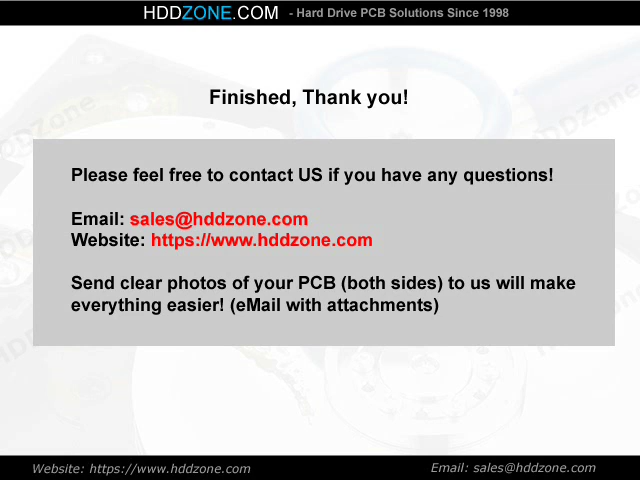 HDDZONE.COM - Hard Drive PCB Solutions Since 1998
Finished, Thank you!
Please feel free to contact US if you have any questions!
Email: sales@hddzone.com
Website: https://www.hddzone.com
Send clear photos of your PCB (both sides) to us will make
everything easier! (eMail with attachments)
Website: https://www.hddzone.com Email: sales@hddzone.com